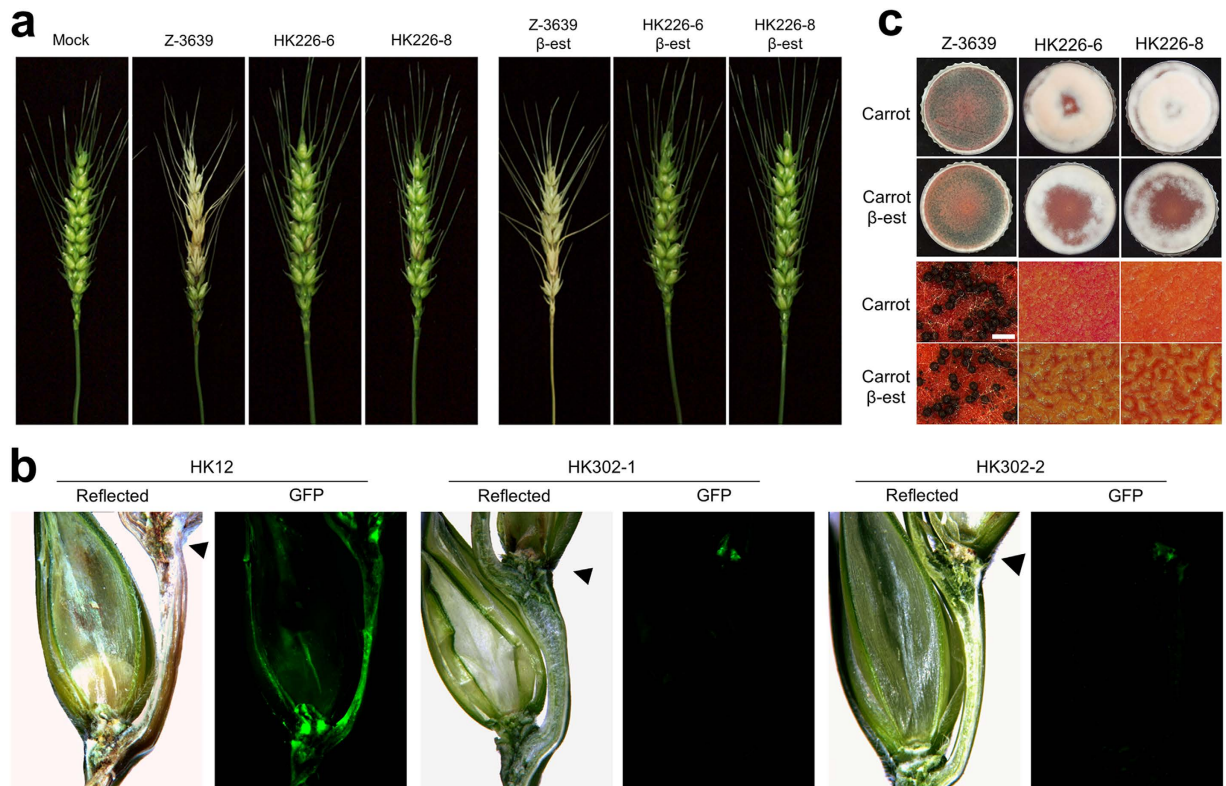 a
Mock
Z-3639
HK226-6
HK226-8
Z-3639
β-est
HK226-6
β-est
HK226-8
β-est
c
Z-3639
HK226-6
HK226-8
Carrot
Carrot
β-est
Carrot
Carrot
β-est
b
HK12
HK302-1
HK302-2
Reflected
GFP
Reflected
GFP
Reflected
GFP